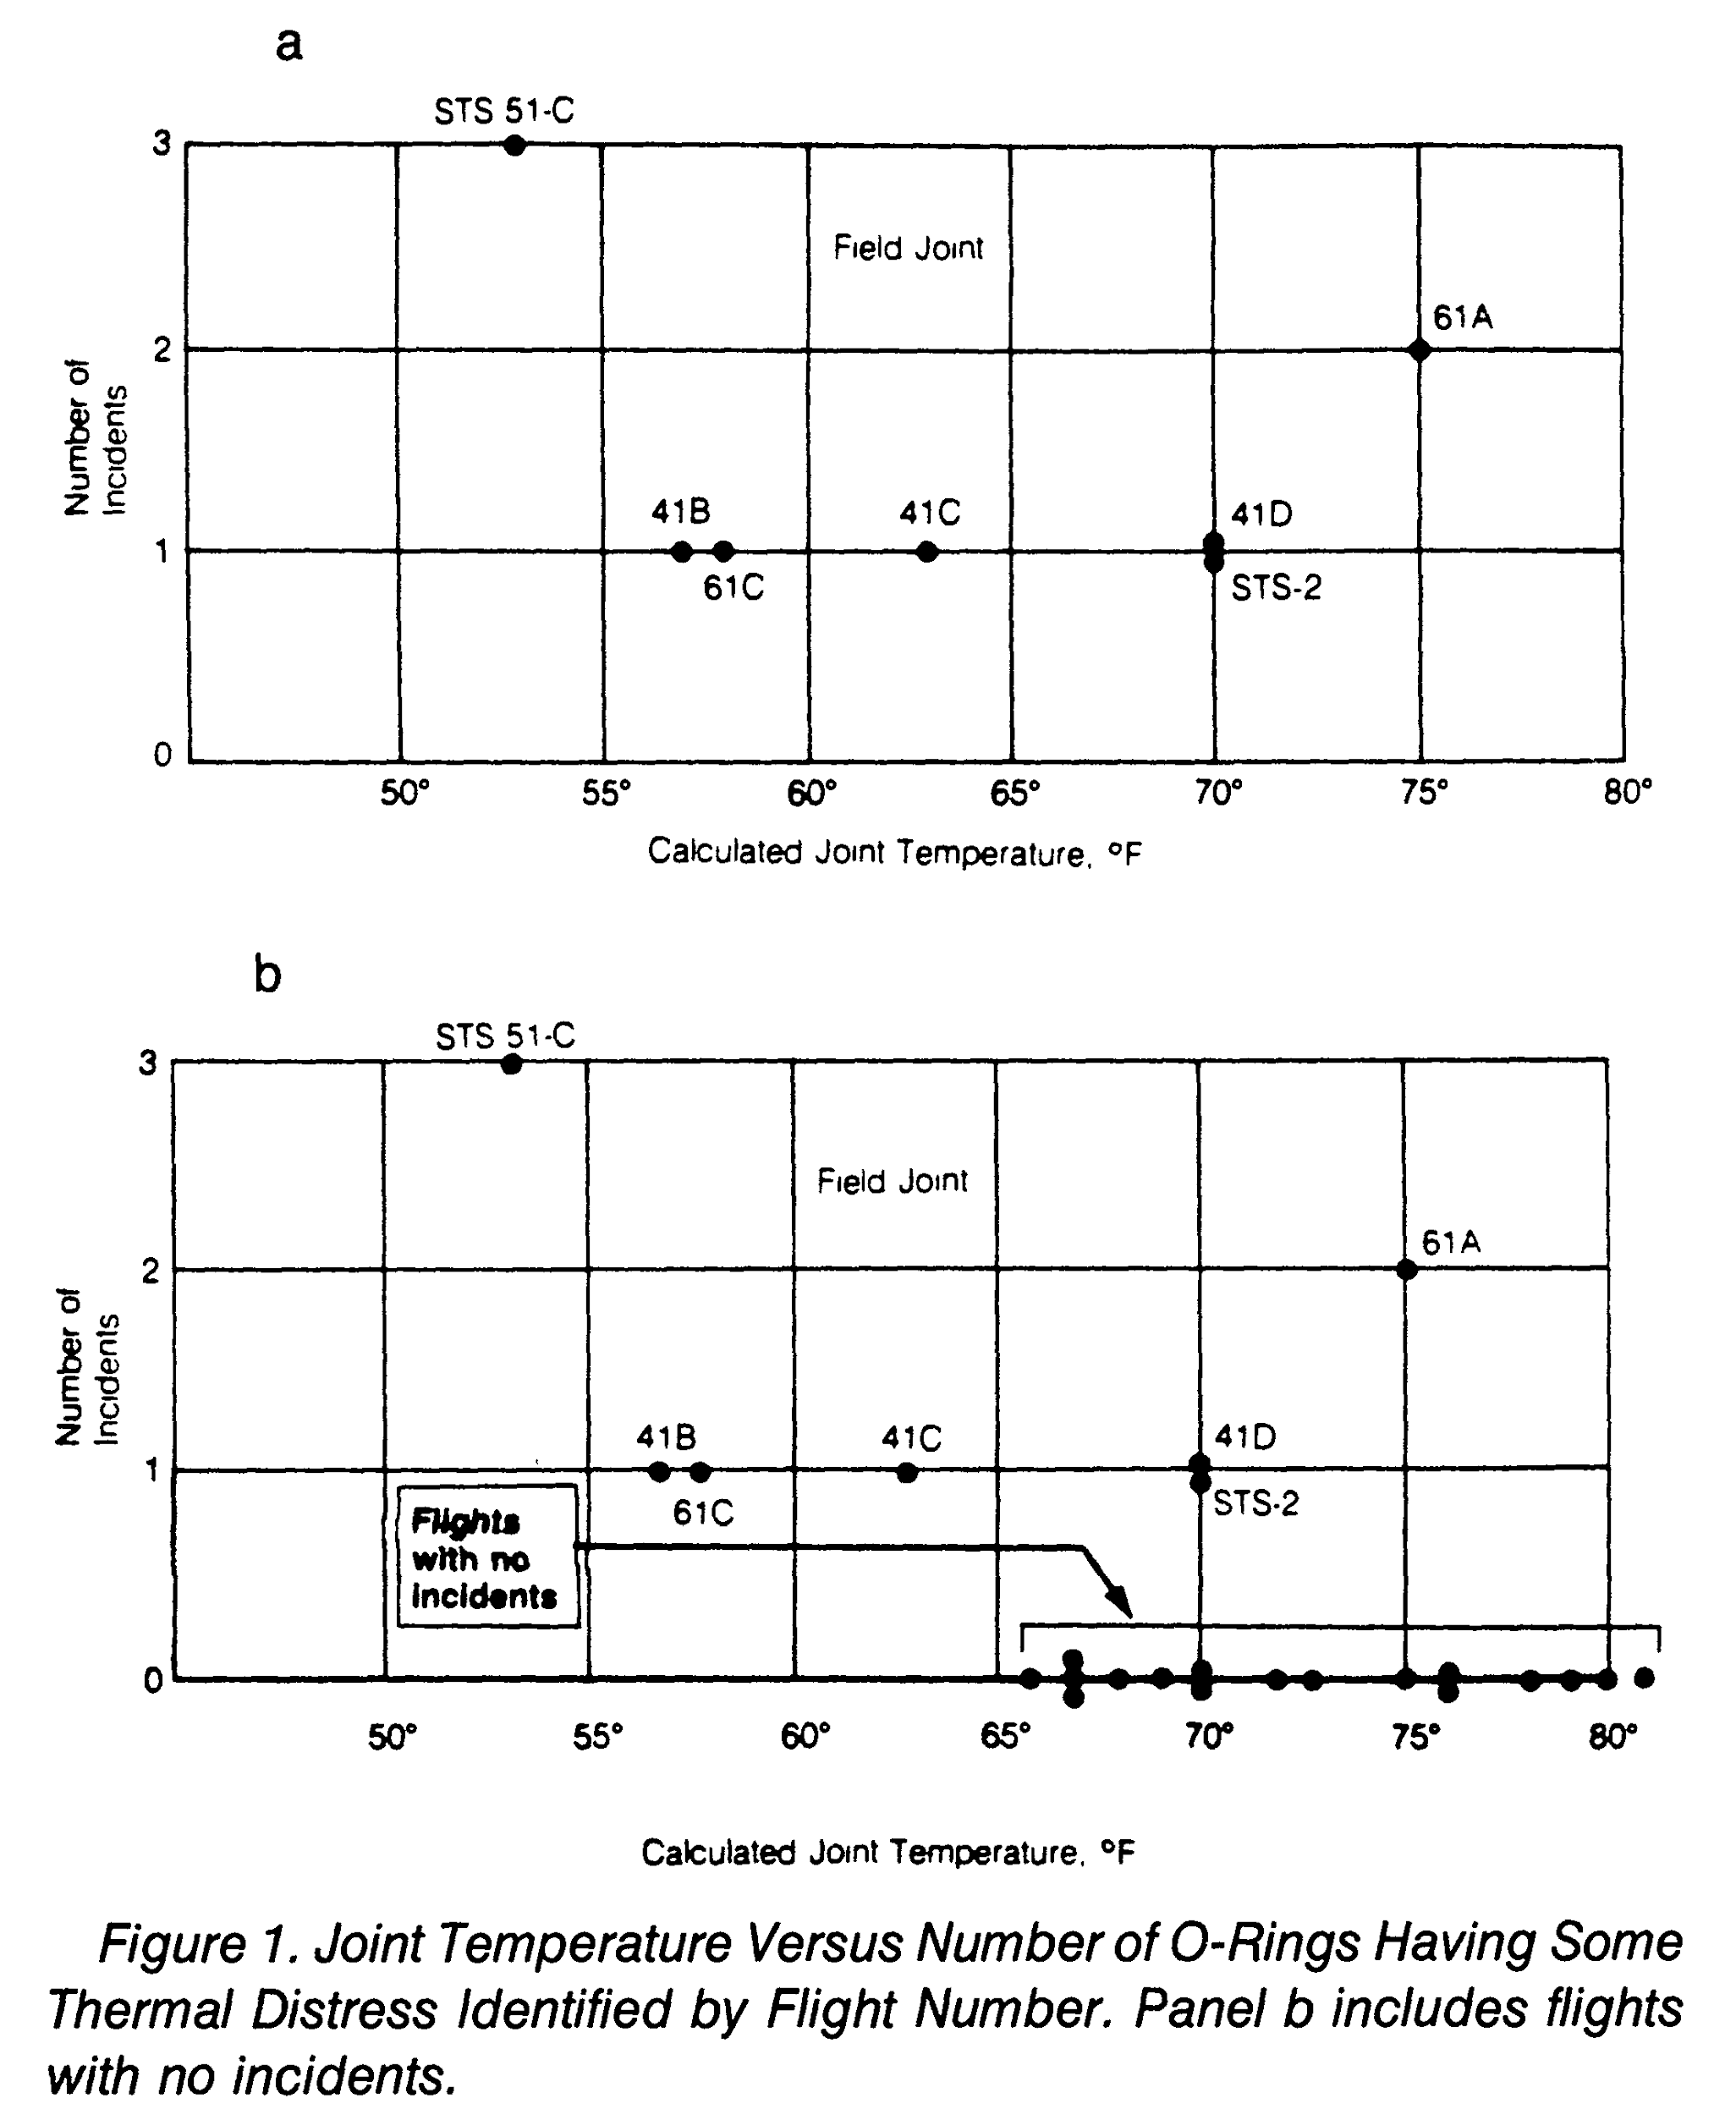 a
STS 51-C
3
Field Joint
61A
2
Number of
Incidents
41B
41C
41D
1
61C
STS-2
0
50° 55° 60° 65° 70° 75° 80°
Calculated Joint Temperature, °F
b
STS 51-C
3
Field Joint
61A
2
Number of
Incidents
41B
41C
41D
1
61C
STS-2
Flights
with no
incidents
0
50° 55° 60° 65° 70° 75° 80°
Calculated Joint Temperature, °F
Figure 1. Joint Temperature Versus Number of O-Rings Having Some
Thermal Distress Identified by Flight Number. Panel b includes flights
with no incidents.